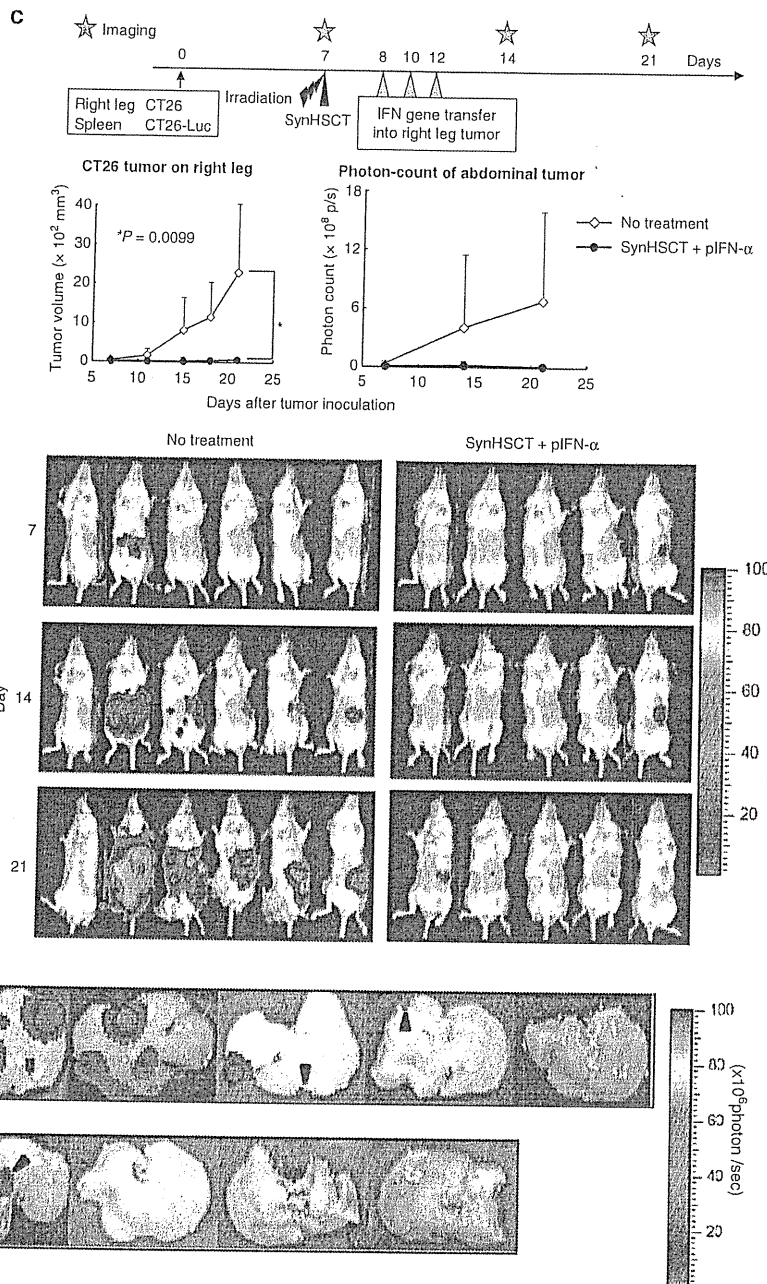 C
Imaging
0 7 8 10 12 14 21 Days
Right leg CT26
Spleen CT26-Luc
Irradiation
SynHSCT
IFN gene transfer
into right leg tumor
CT26 tumor on right leg
Tumor volume (× 10² mm³)
40
30
20
10
0
*P = 0.0099
*
5 10 15 20 25
Photon-count of abdominal tumor
Photon count (× 10⁸ p/s)
18
12
6
0
5 10 15 20 25
No treatment
SynHSCT + pIFN-α
Days after tumor inoculation
No treatment
SynHSCT + pIFN-α
Day
7
14
21
100
80
60
40
20
100
80
60
40
20
(x10⁶photon /sec)